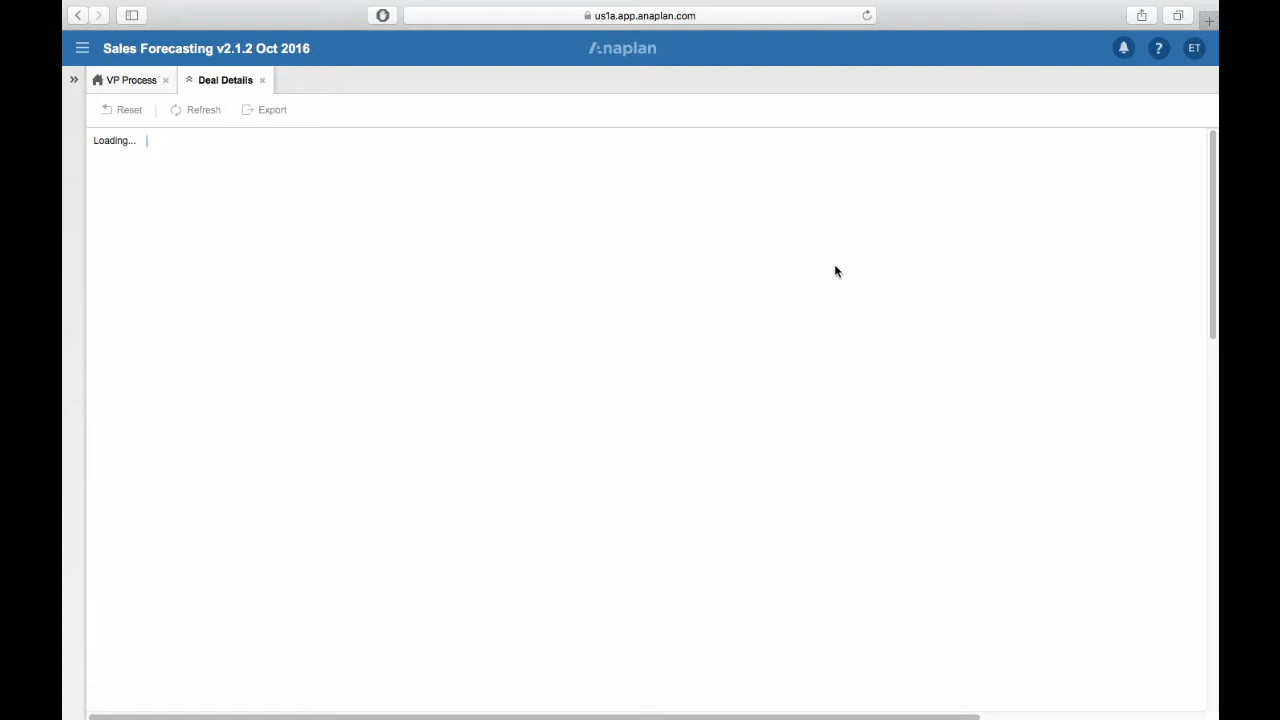 us1a.app.anaplan.com
Sales Forecasting v2.1.2 Oct 2016
Anaplan
?
ET
VP Process
Deal Details
Reset
Refresh
Export
Loading...